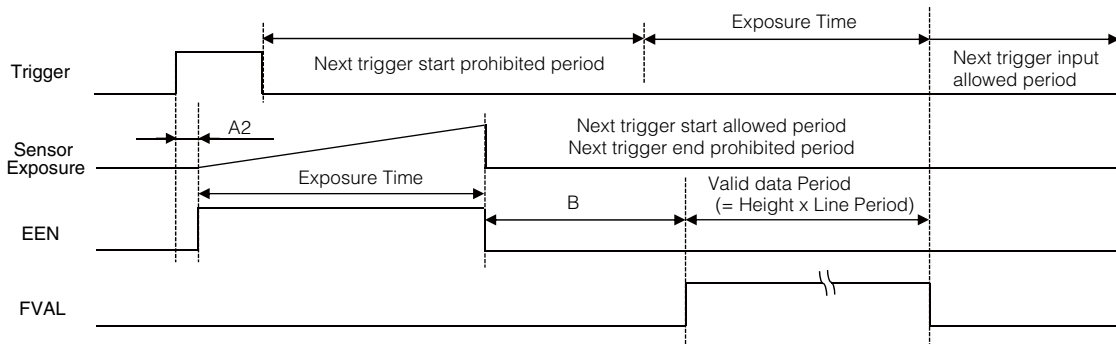 Exposure Time
Trigger
Next trigger start prohibited period
Next trigger input
allowed period
A2
Sensor
Exposure
Next trigger start allowed period
Next trigger end prohibited period
Exposure Time
B
Valid data Period
(= Height x Line Period)
EEN
FVAL